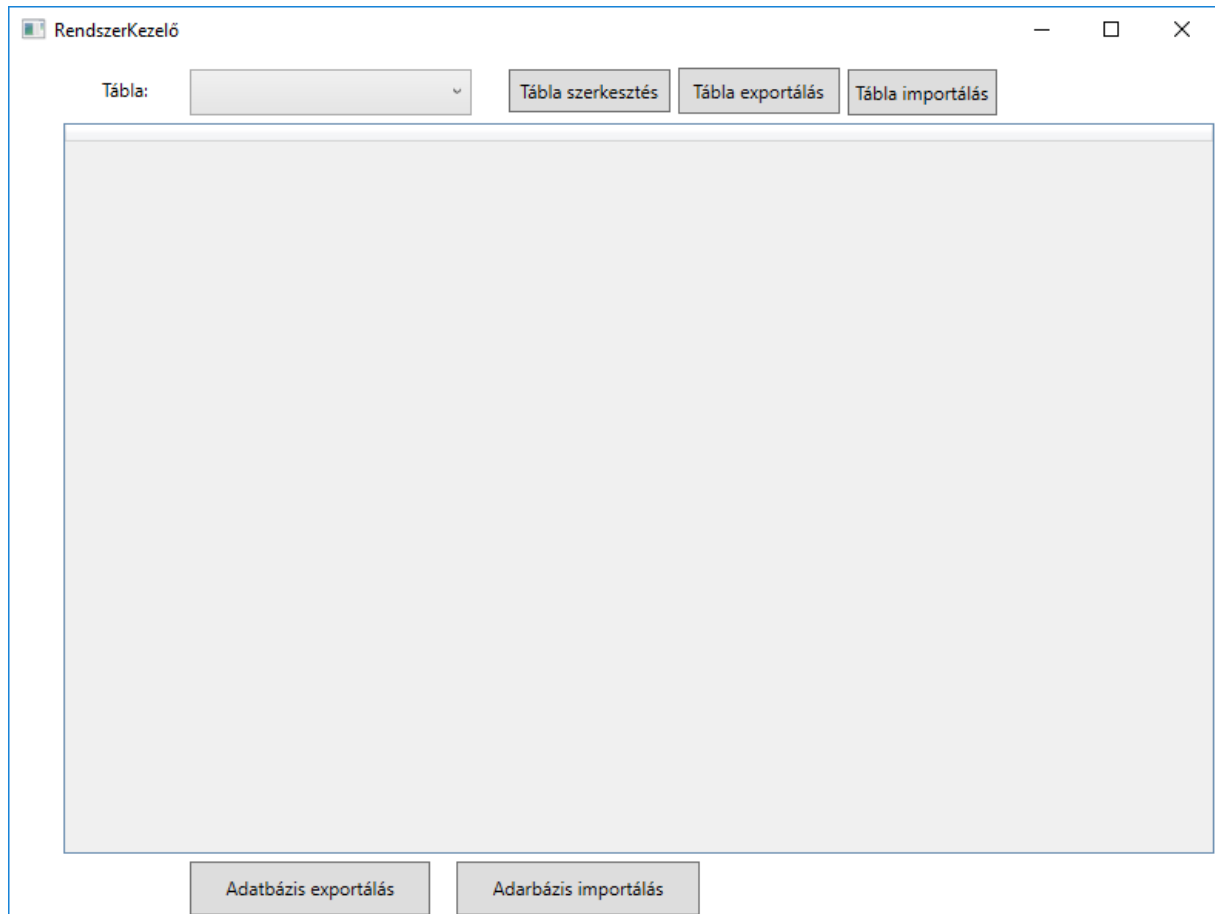 RendszerKezelő
Tábla:
Tábla szerkesztés
Tábla exportálás
Tábla importálás
Adatbázis exportálás
Adarbázis importálás